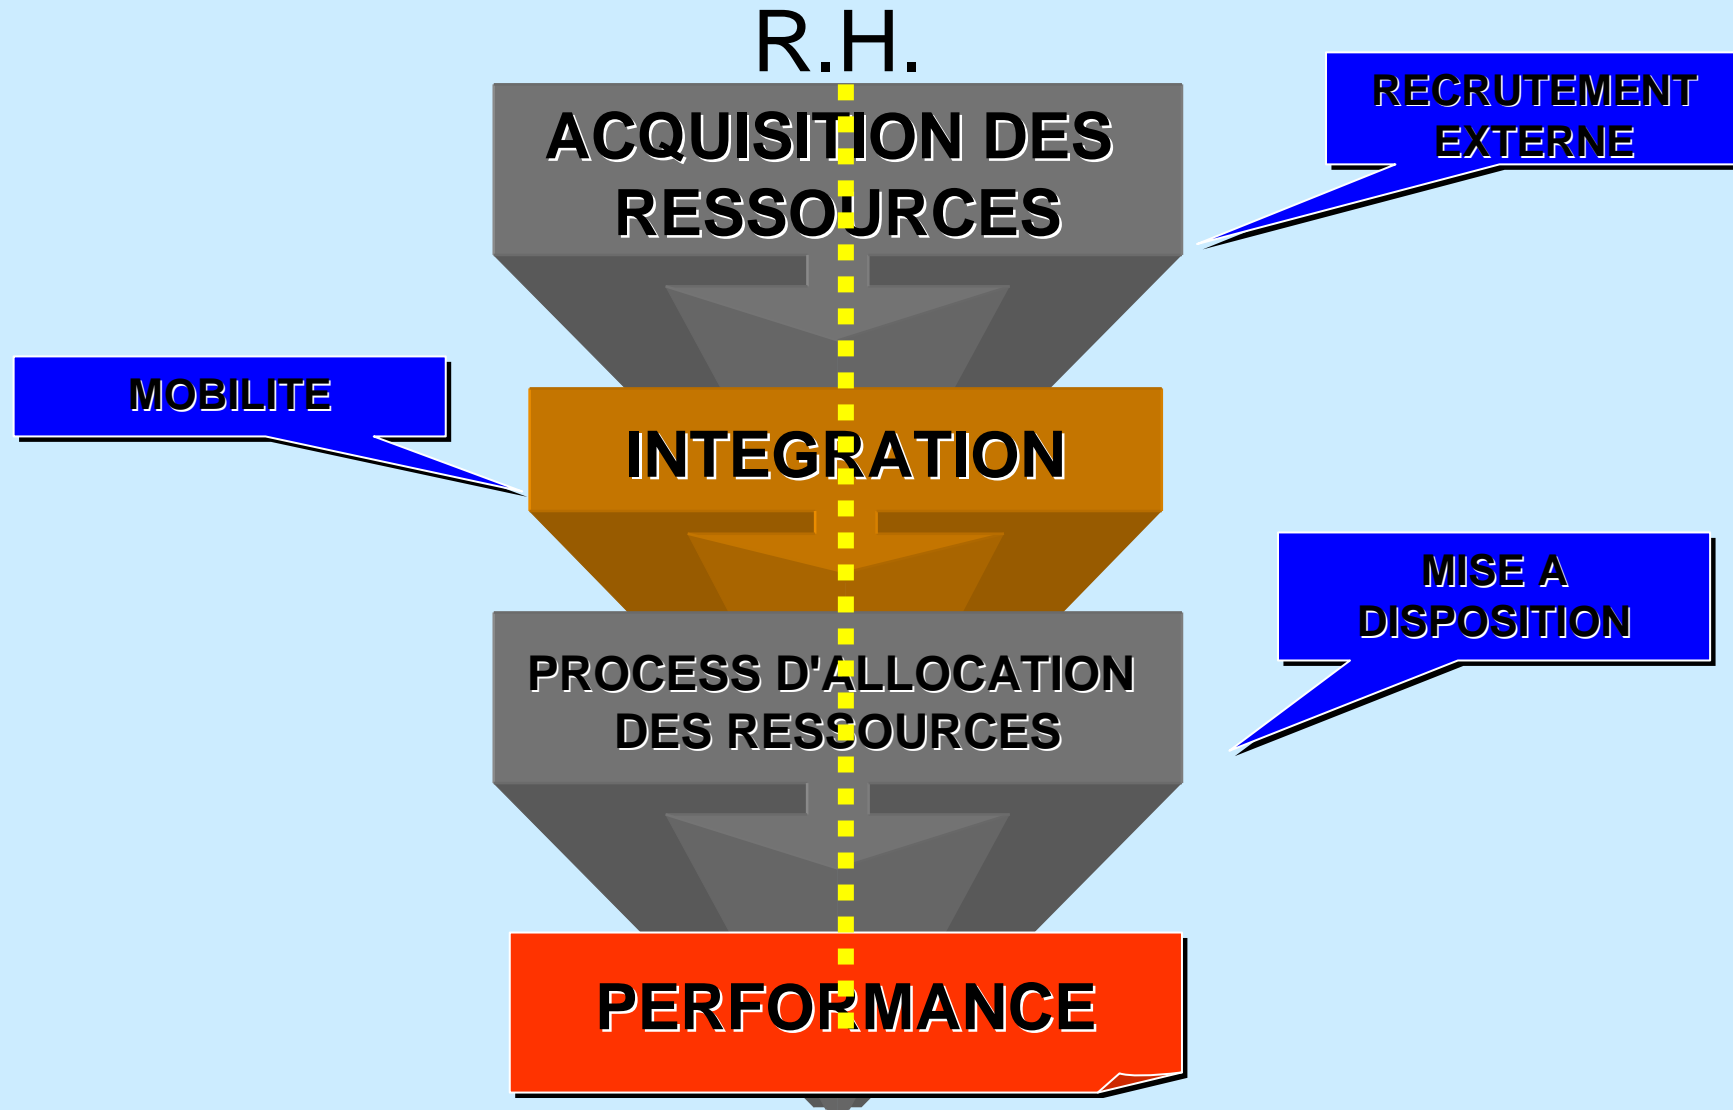 R.H.
ACQUISITION DES
RESSOURCES
RECRUTEMENT
EXTERNE
MOBILITE
INTEGRATION
MISE A
DISPOSITION
PROCESS D'ALLOCATION
DES RESSOURCES
PERFORMANCE